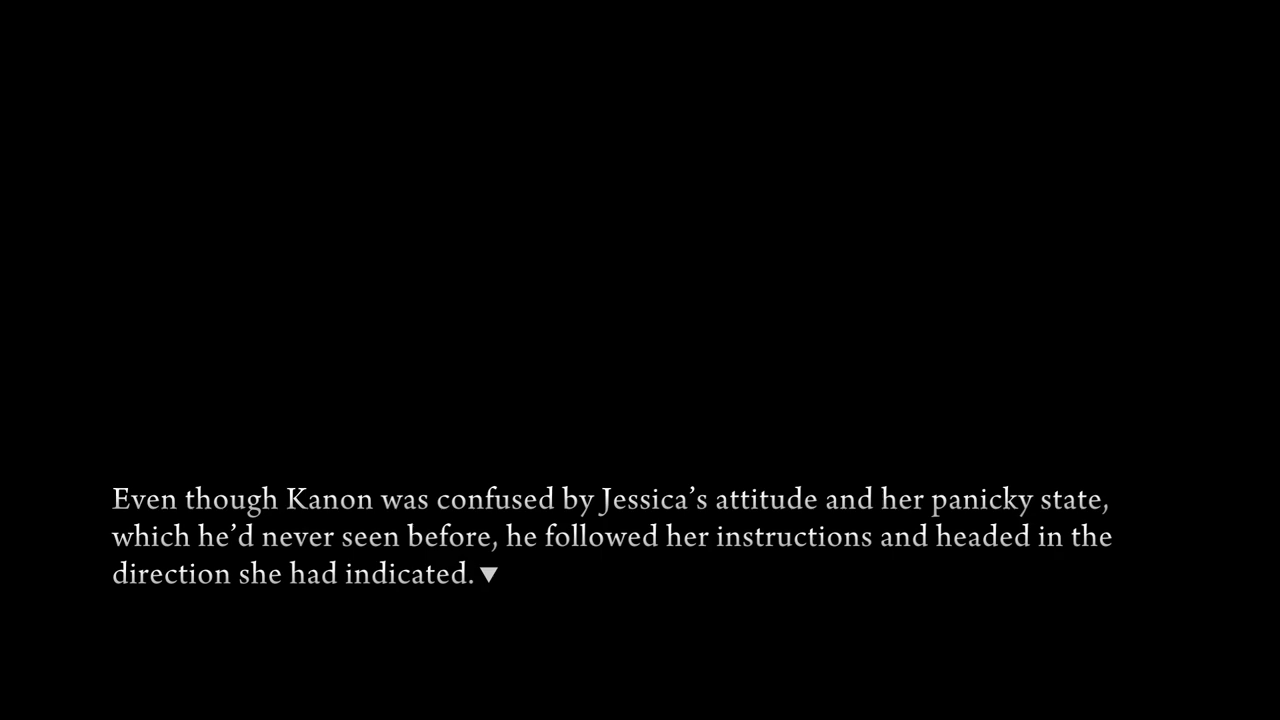 Even though Kanon was confused by Jessica’s attitude and her panicky state,
which he’d never seen before, he followed her instructions and headed in the
direction she had indicated.▼